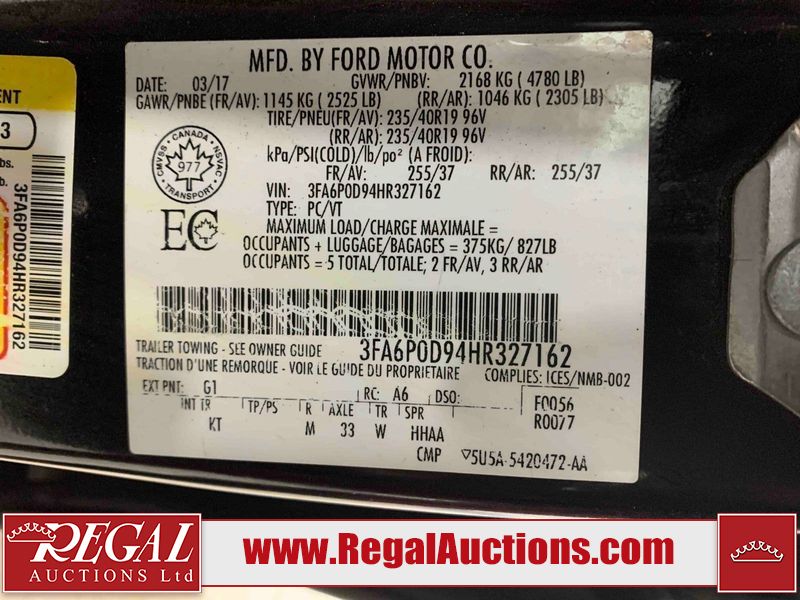 MFD. BY FORD MOTOR CO.
DATE: 03/17 GVWR/PNBV: 2168 KG ( 4780 LB)
GAWR/PNBE (FR/AV): 1145 KG ( 2525 LB) (RR/AR): 1046 KG ( 2305 LB)
TIRE/PNEU(FR/AV): 235/40R19 96V
(RR/AR): 235/40R19 96V
kPa/PSI(COLD)/lb/po² (A FROID):
FR/AV: 255/37 RR/AR: 255/37
VIN: 3FA6P0D94HR327162
TYPE: PC/VT
MAXIMUM LOAD/CHARGE MAXIMALE =
OCCUPANTS + LUGGAGE/BAGAGES = 375KG/ 827LB
OCCUPANTS = 5 TOTAL/TOTALE; 2 FR/AV, 3 RR/AR
CMVSS • CANADA • NSVAC
977
TRANSPORT
EC
TRAILER TOWING - SEE OWNER GUIDE 3FA6P0D94HR327162
TRACTION D'UNE REMORQUE - VOIR LE GUIDE DU PROPRIETAIRE COMPLIES: ICES/NMB-002
EXT PNT: G1 RC: A6 DSO: F0056
INT TR TP/PS R AXLE TR SPR R0077
KT M 33 W HHAA
CMP 5U5A-5420472-AA
ENT
3
lbs.
lb.
3FA6P0D94HR327162
REGAL
AUCTIONS Ltd
www.RegalAuctions.com
REGAL